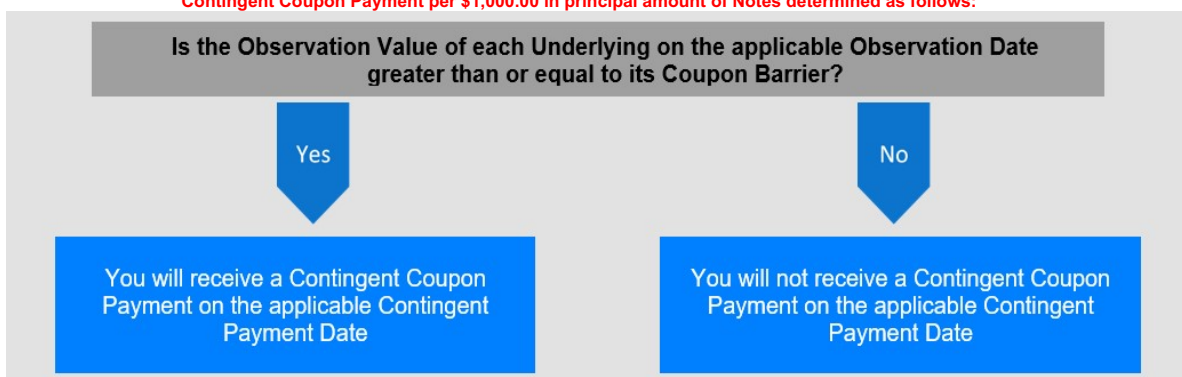 Contingent Coupon Payment per $1,000.00 in principal amount of Notes determined as follows:
Is the Observation Value of each Underlying on the applicable Observation Date
greater than or equal to its Coupon Barrier?
Yes
No
You will receive a Contingent Coupon
Payment on the applicable Contingent
Payment Date
You will not receive a Contingent Coupon
Payment on the applicable Contingent
Payment Date